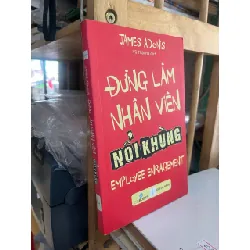 JAMES ADONIS
ĐỪNG LÀM
NHÂN VIÊN
NỔI KHÙNG
EMPLOYEE ENRAGEMENT